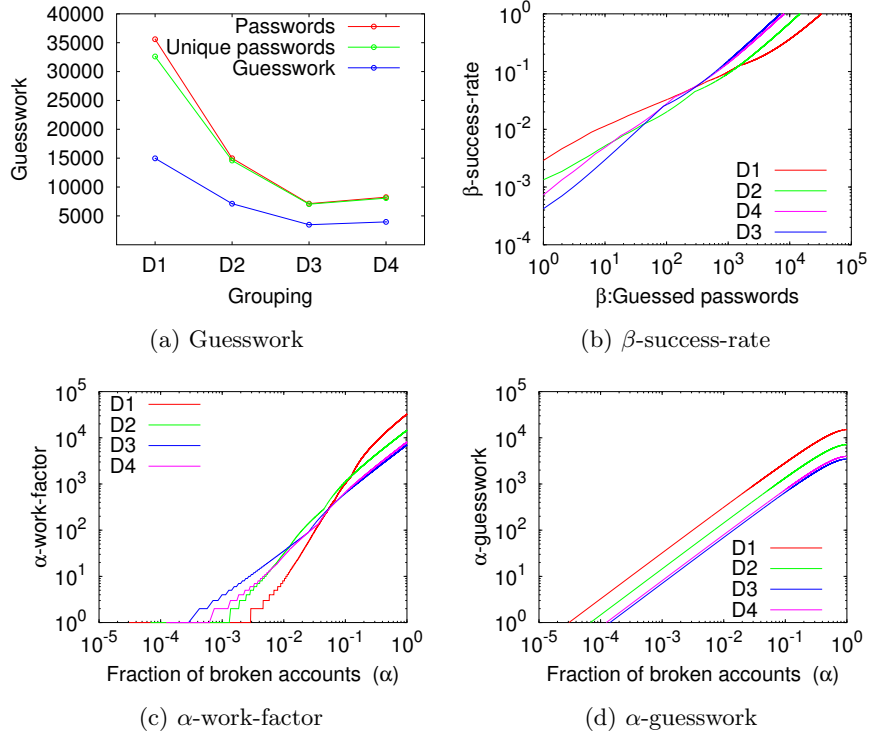 40000
35000
30000
25000
20000
15000
10000
5000
Guesswork
Passwords
Unique passwords
Guesswork
D1 D2 D3 D4
Grouping
(a) Guesswork
10^0
10^-1
10^-2
10^-3
10^-4
β-success-rate
D1
D2
D4
D3
10^0 10^1 10^2 10^3 10^4 10^5
β:Guessed passwords
(b) β-success-rate
10^5
10^4
10^3
10^2
10^1
10^0
α-work-factor
D1
D2
D3
D4
10^-5 10^-4 10^-3 10^-2 10^-1 10^0
Fraction of broken accounts (α)
(c) α-work-factor
10^5
10^4
10^3
10^2
10^1
10^0
α-guesswork
D1
D2
D3
D4
10^-5 10^-4 10^-3 10^-2 10^-1 10^0
Fraction of broken accounts (α)
(d) α-guesswork